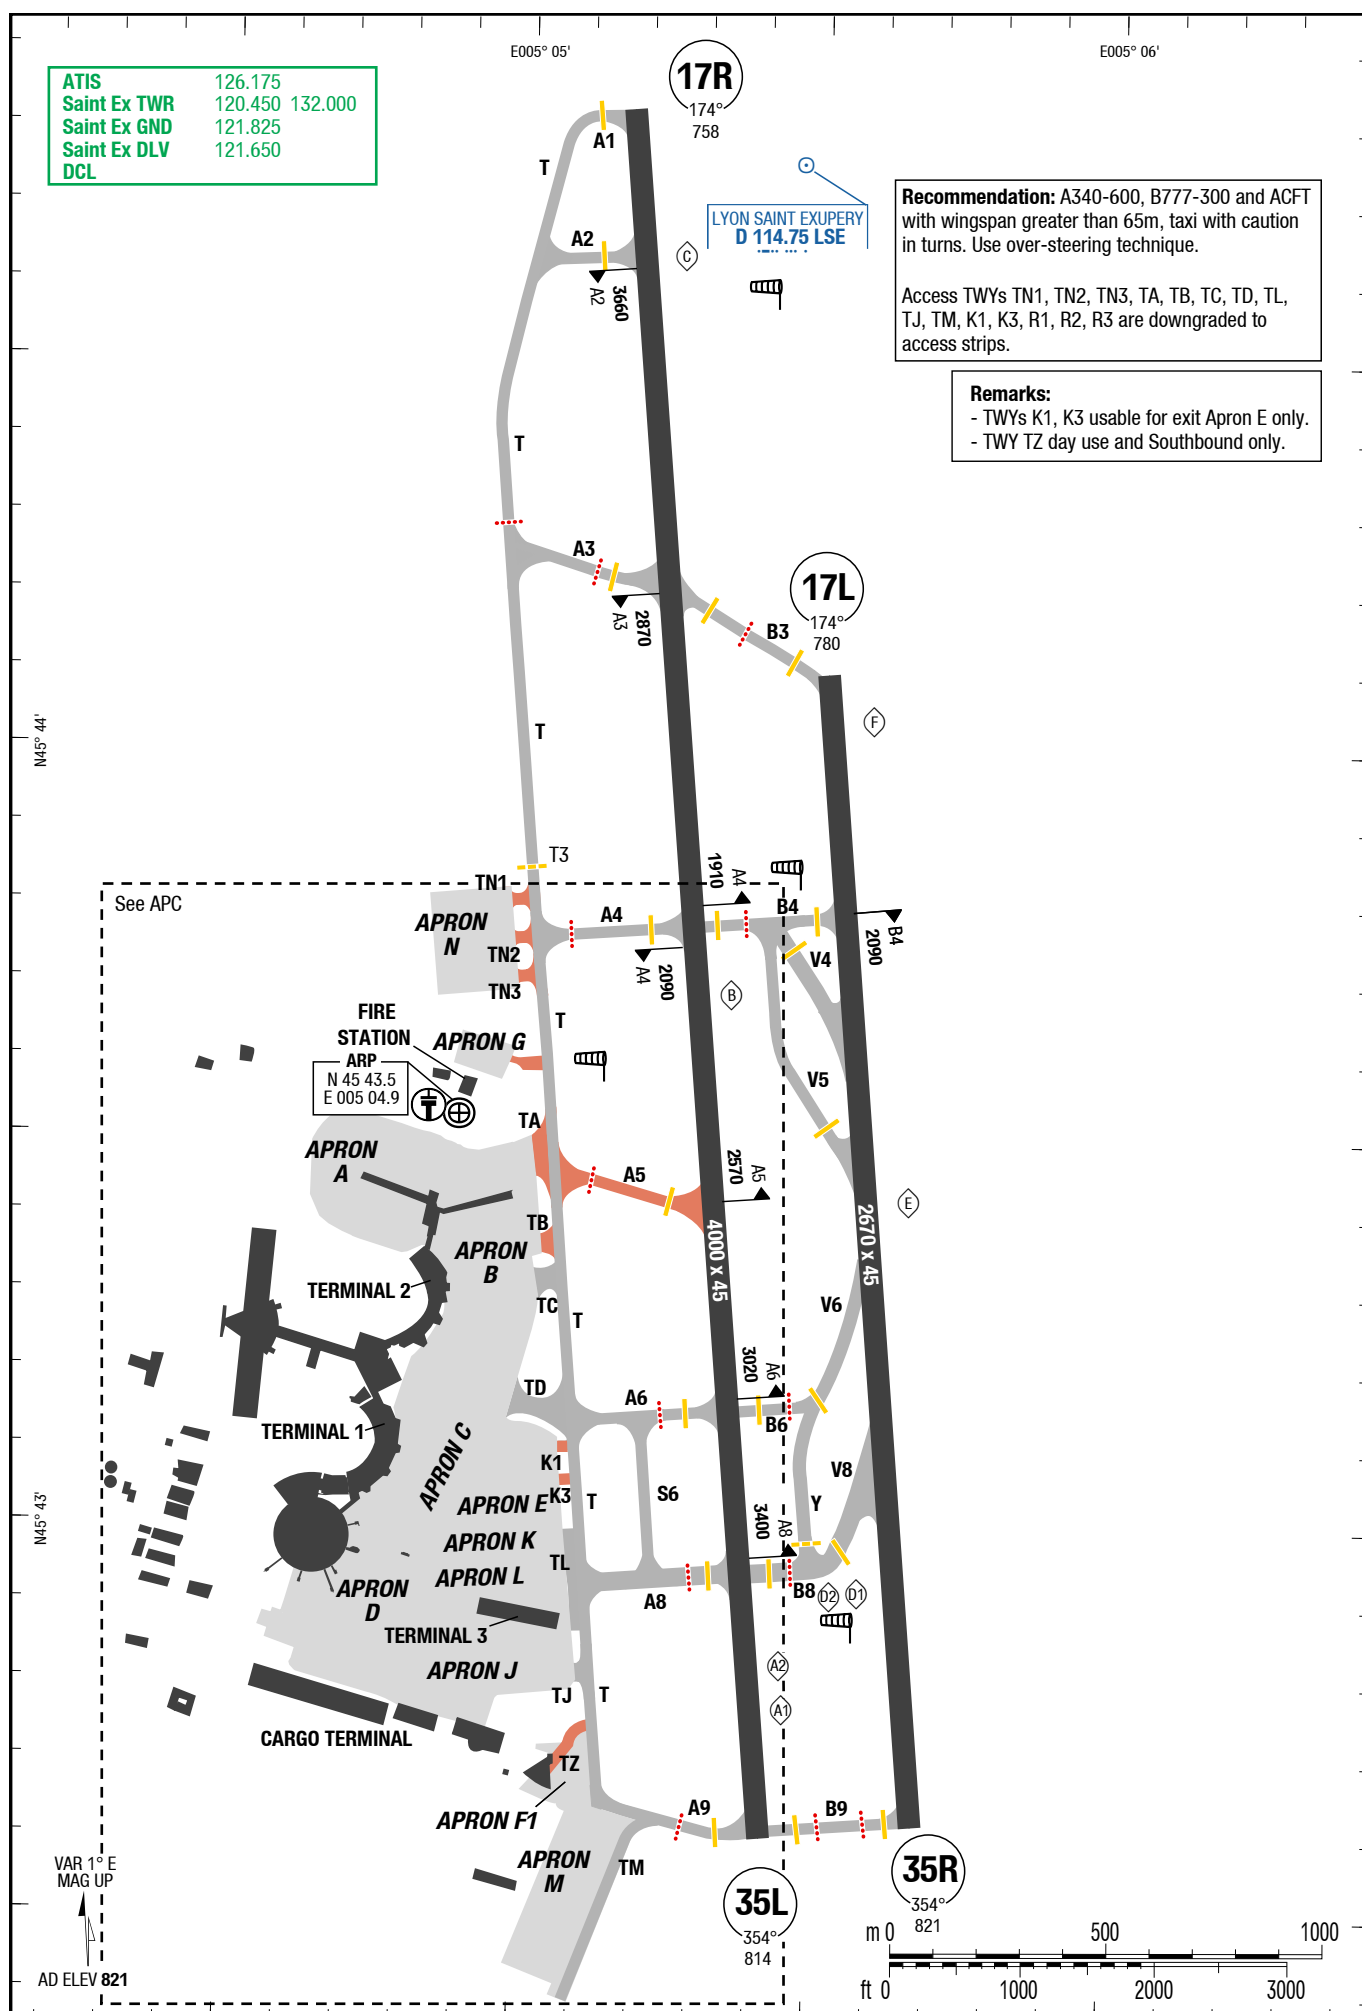 E005° 05'
E005° 06'
17R
174°
758
ATIS 126.175
Saint Ex TWR 120.450 132.000
Saint Ex GND 121.825
Saint Ex DLV 121.650
DCL
A1
T
LYON SAINT EXUPERY
D 114.75 LSE
Recommendation: A340-600, B777-300 and ACFT
with wingspan greater than 65m, taxi with caution
in turns. Use over-steering technique.
Access TWYs TN1, TN2, TN3, TA, TB, TC, TD, TL,
TJ, TM, K1, K3, R1, R2, R3 are downgraded to
access strips.
Remarks:
- TWYs K1, K3 usable for exit Apron E only.
- TWY TZ day use and Southbound only.
A2
C
A2
3660
T
A3
17L
174°
780
A3
2870
B3
F
N45° 44'
T
T3
See APC
TN1
APRON
N
TN2
TN3
A4
1910
A4
B4
B4
2090
V4
A4
2090
B
T
FIRE
STATION
APRON G
ARP
N 45 43.5
E 005 04.9
V5
TA
APRON
A
A5
2570
A5
E
TB
APRON
B
4000 x 45
2670 x 45
TERMINAL 2
TC
T
V6
TD
A6
3020
A6
B6
TERMINAL 1
APRON C
K1
K3
T
S6
V8
Y
N45° 43'
APRON E
APRON K
APRON L
TL
3400
A8
APRON
D
A8
B8
D2
D1
TERMINAL 3
APRON J
A2
A1
TJ
T
CARGO TERMINAL
TZ
APRON F1
A9
B9
APRON
M
TM
35L
354°
814
35R
354°
821
VAR 1° E
MAG UP
AD ELEV 821
m 0 500 1000
ft 0 1000 2000 3000